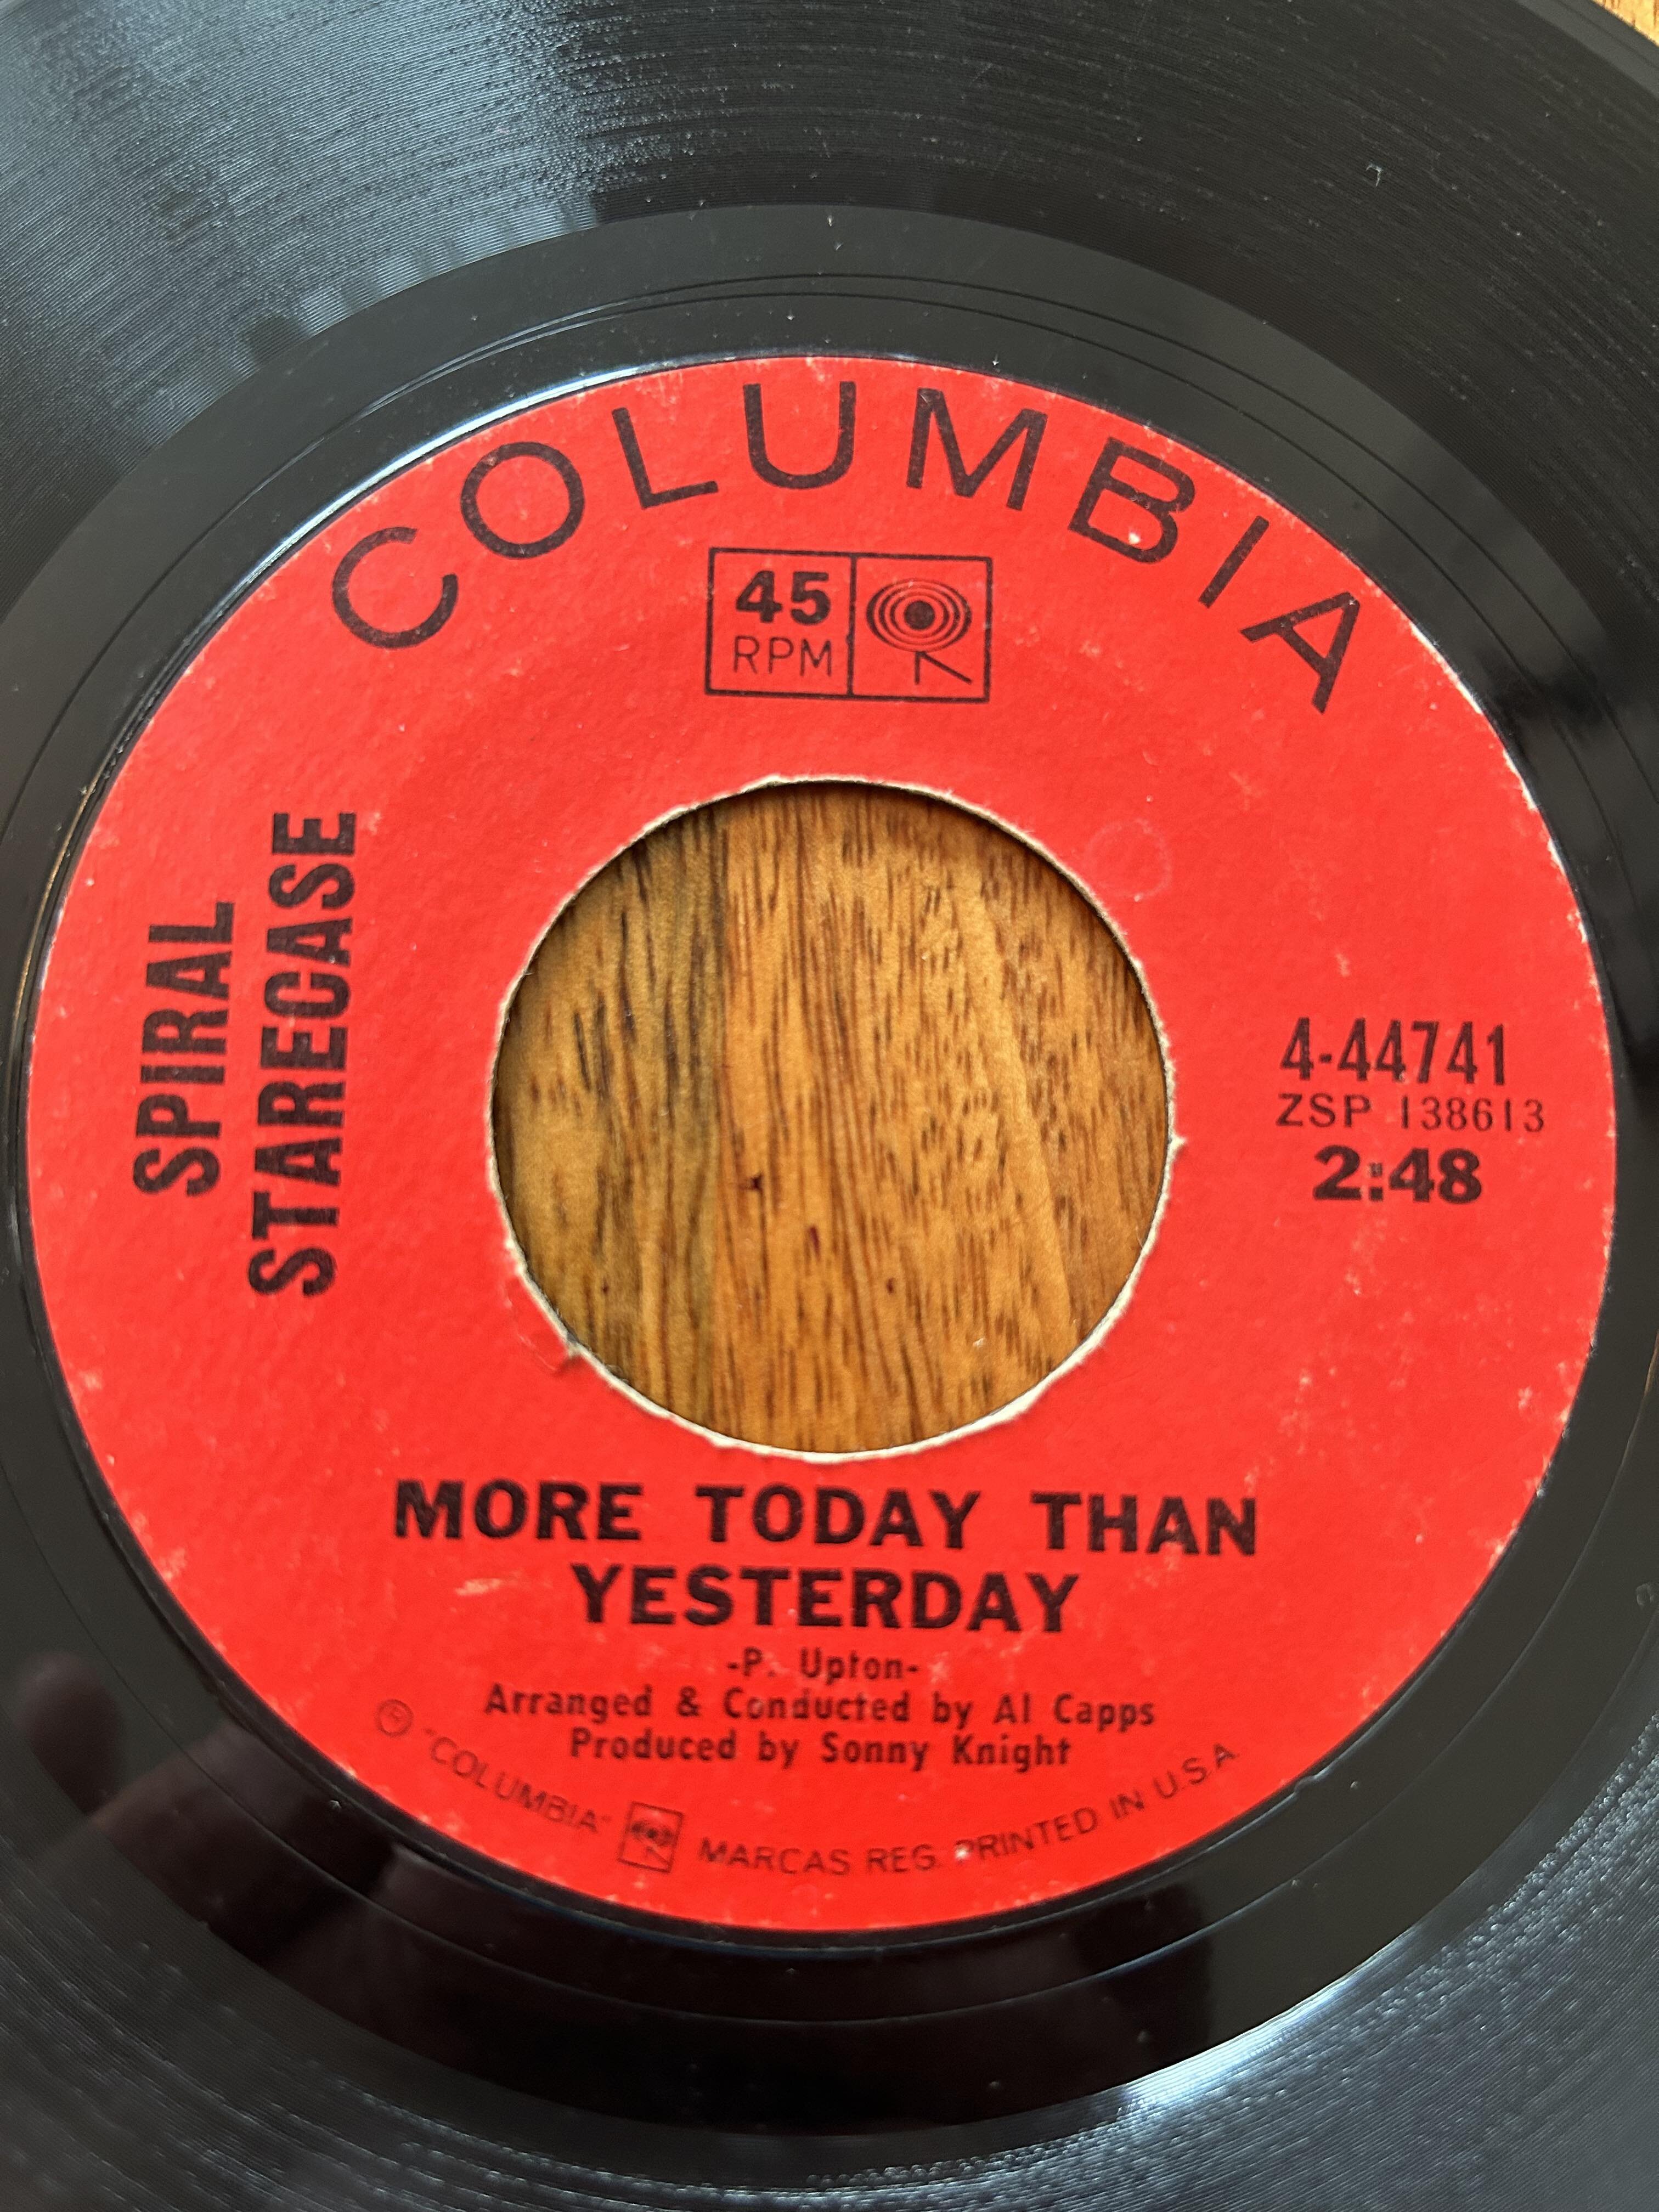 COLUMBIA
45
RPM
SPIRAL
STARECASE
4-44741
ZSP 138613
2:48
MORE TODAY THAN
YESTERDAY
-P. Upton-
Arranged & Conducted by Al Capps
Produced by Sonny Knight
® "COLUMBIA" MARCAS REG. PRINTED IN U.S.A.